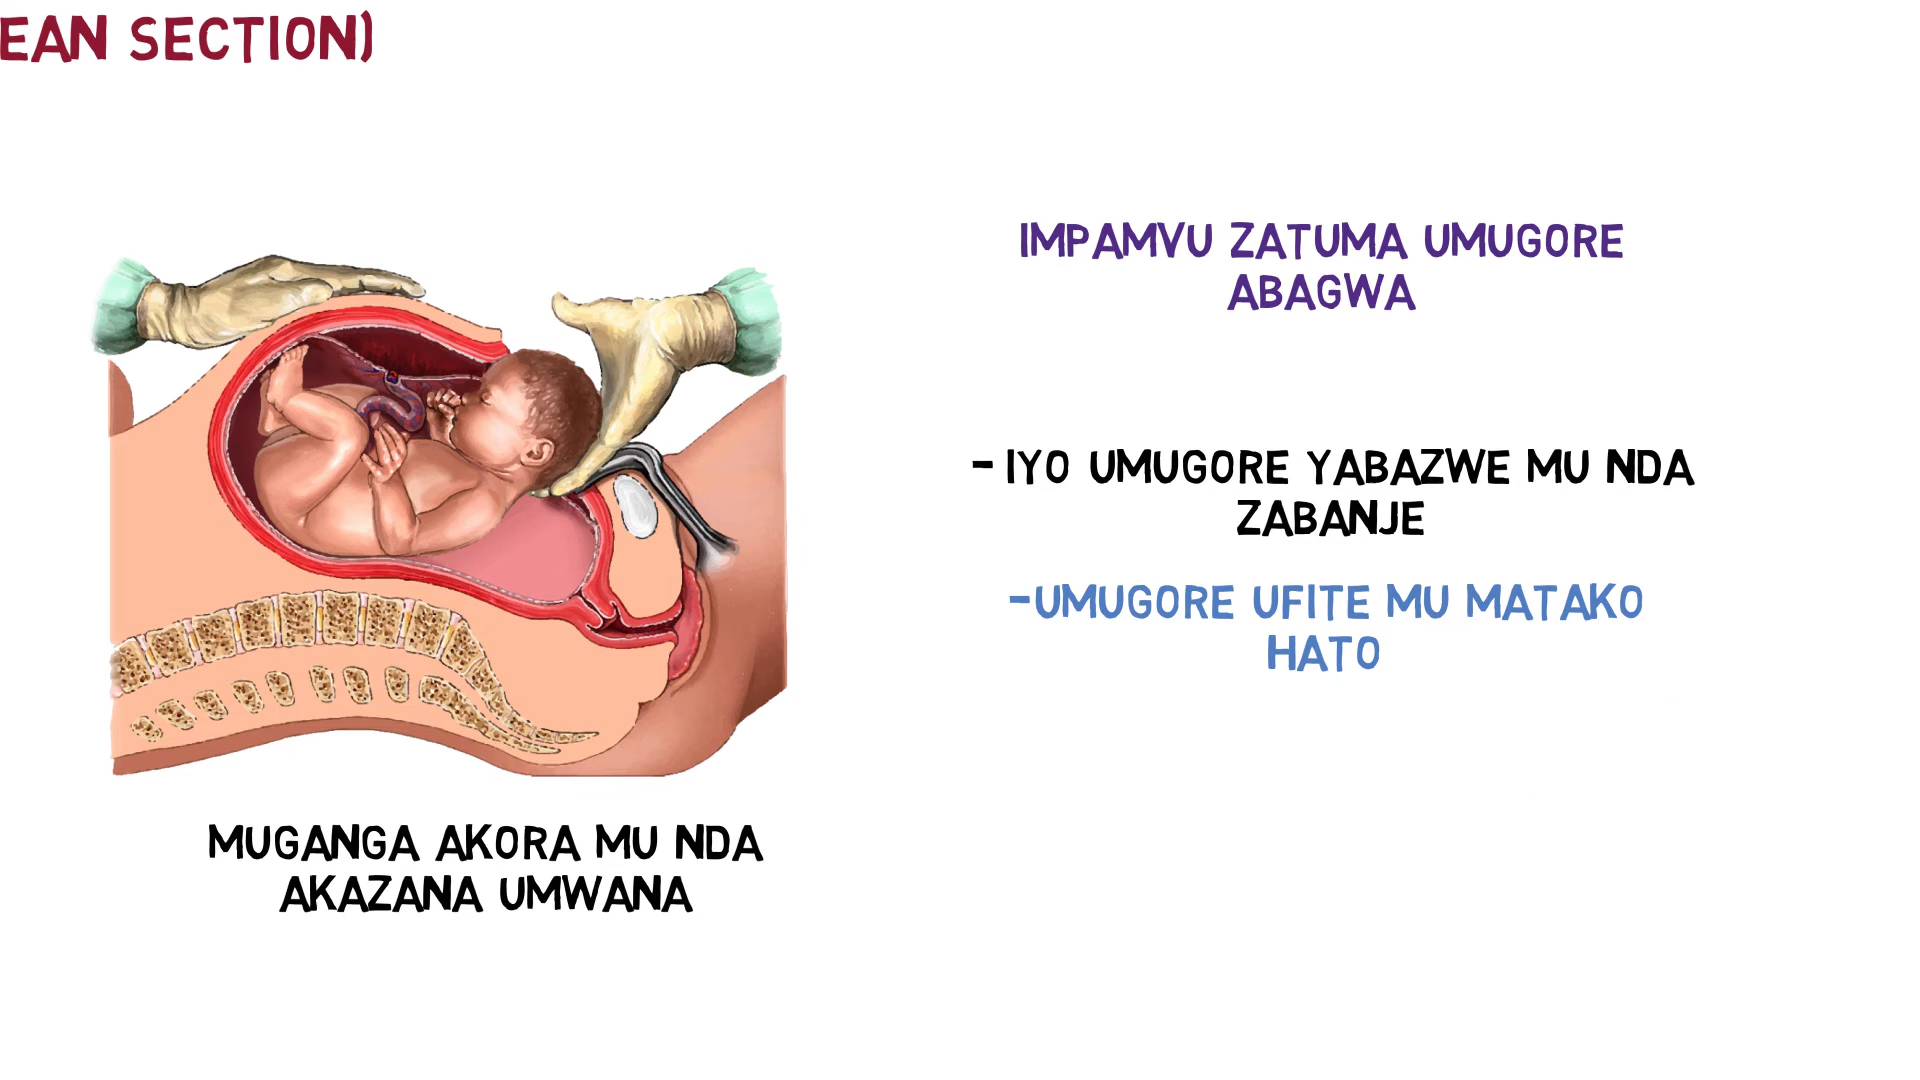 EAN SECTION)
IMPAMVU ZATUMA UMUGORE
ABAGWA
- IYO UMUGORE YABAZWE MU NDA
ZABANJE
-UMUGORE UFITE MU MATAKO
HATO
MUGANGA AKORA MU NDA
AKAZANA UMWANA